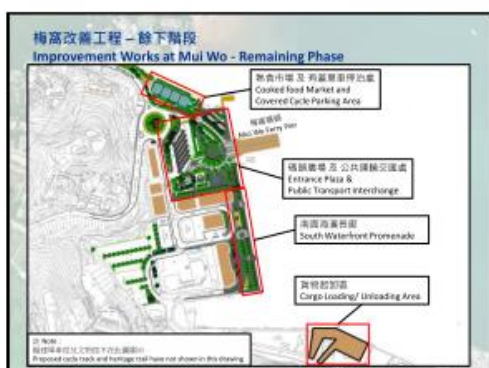 梅窩改善工程 – 餘下階段
Improvement Works at Mui Wo - Remaining Phase
熟食市場 及 有蓋單車停泊處
Cooked food Market and
Covered Cycle Parking Area
梅窩碼頭
Mui Wo Ferry Pier
碼頭廣場 及 公共運輸交匯處
Entrance Plaza &
Public Transport Interchange
南面海濱長廊
South Waterfront Promenade
貨物起卸區
Cargo Loading/ Unloading Area
註 Note :
Proposed cycle track and heritage trail have not shown in this drawing